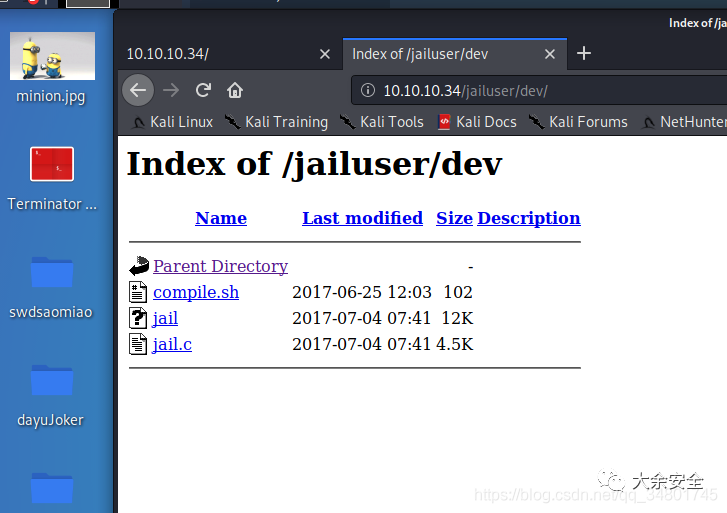 Index of /ja
minion.jpg
Terminator ...
swdsaomiao
dayuJoker
10.10.10.34/
Index of /jailuser/dev
10.10.10.34/jailuser/dev/
Kali Linux
Kali Training
Kali Tools
Kali Docs
Kali Forums
NetHunter
Index of /jailuser/dev
Name Last modified Size Description
Parent Directory -
compile.sh 2017-06-25 12:03 102
jail 2017-07-04 07:41 12K
jail.c 2017-07-04 07:41 4.5K
大余安全
https://blog.csdn.net/qq_34801745